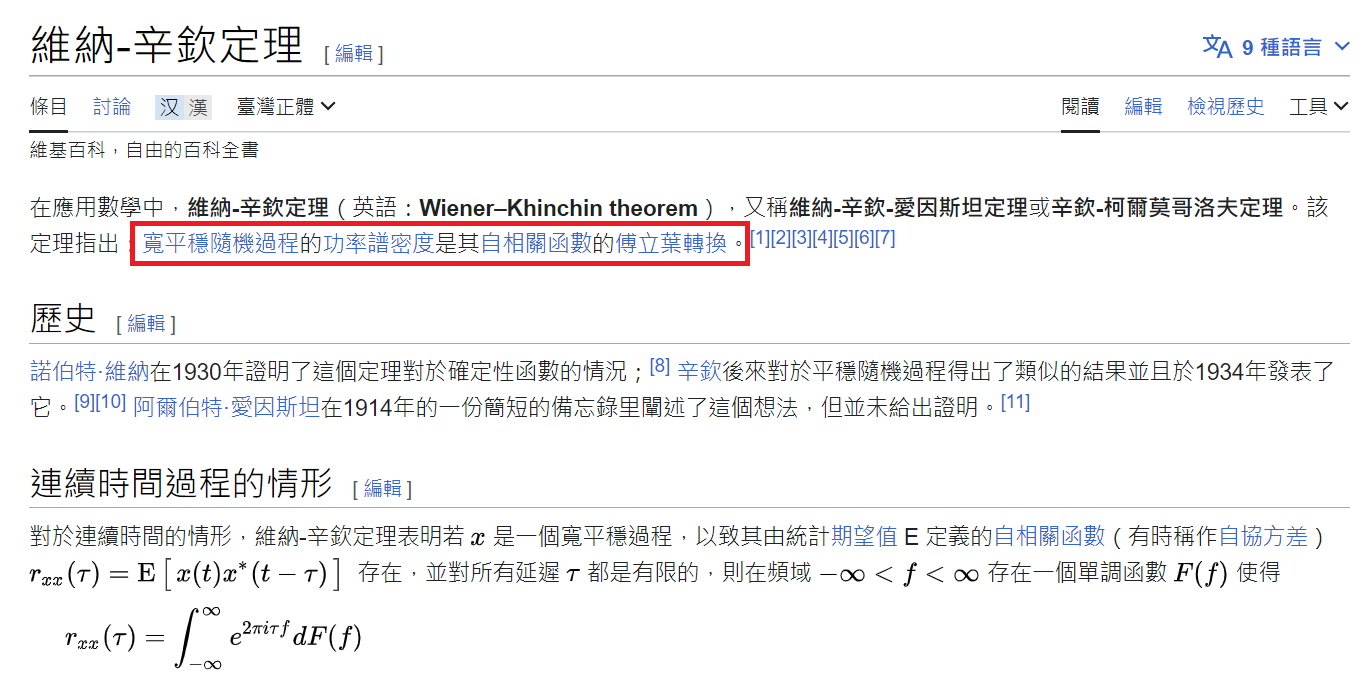 維納-辛欽定理 [ 編輯 ]
文A 9 種語言
條目 討論 汉 漢 臺灣正體 閱讀 編輯 檢視歷史 工具
維基百科，自由的百科全書
在應用數學中，維納-辛欽定理（英語：Wiener–Khinchin theorem），又稱維納-辛欽-愛因斯坦定理或辛欽-柯爾莫哥洛夫定理。該
定理指出：寬平穩隨機過程的功率譜密度是其自相關函數的傅立葉轉換。[1][2][3][4][5][6][7]
歷史 [ 編輯 ]
諾伯特·維納在1930年證明了這個定理對於確定性函數的情況；[8] 辛欽後來對於平穩隨機過程得出了類似的結果並且於1934年發表了
它。[9][10] 阿爾伯特·愛因斯坦在1914年的一份簡短的備忘錄里闡述了這個想法，但並未給出證明。[11]
連續時間過程的情形 [ 編輯 ]
對於連續時間的情形，維納-辛欽定理表明若 x 是一個寬平穩過程，以致其由統計期望值 E 定義的自相關函數（有時稱作自協方差）
r_{xx}(τ) = E[ x(t)x*(t − τ) ] 存在，並對所有延遲 τ 都是有限的，則在頻域 −∞ < f < ∞ 存在一個單調函數 F(f) 使得
r_{xx}(τ) = ∫_{−∞}^{∞} e^{2πiτf} dF(f)